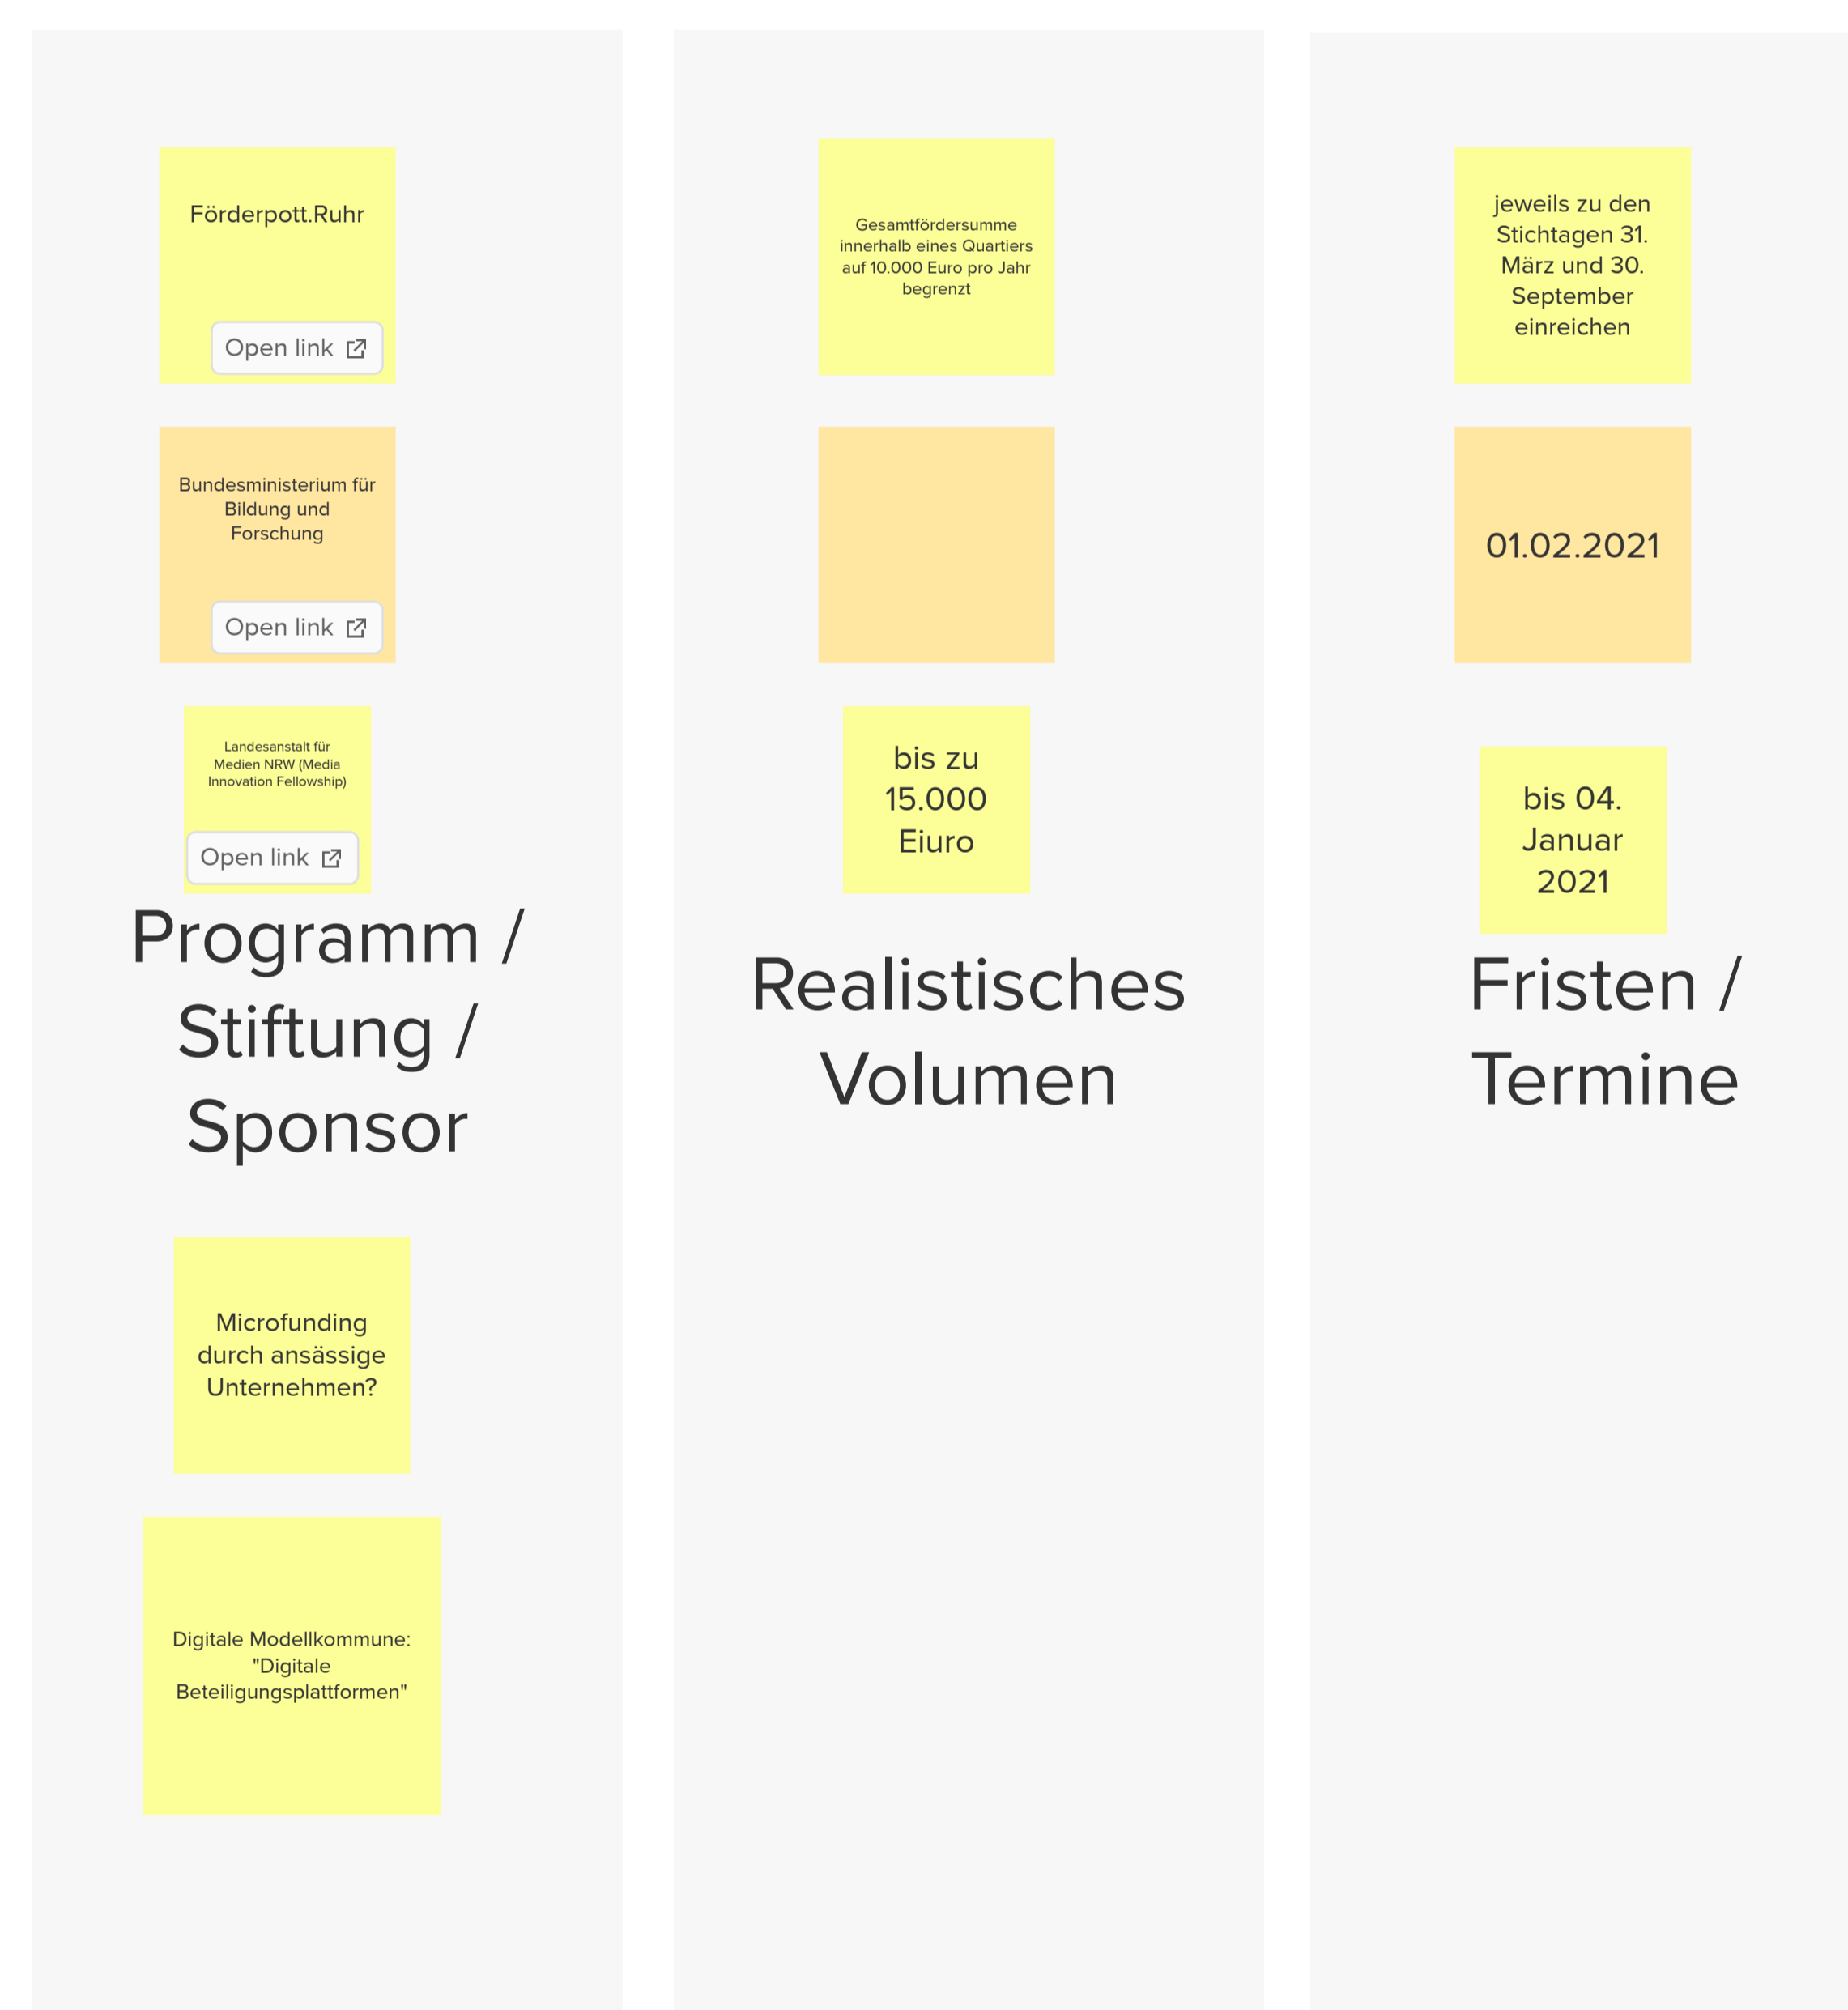 Förderpott.Ruhr
Open link
Gesamtfördersumme
innerhalb eines Quartiers
auf 10.000 Euro pro Jahr
begrenzt
jeweils zu den
Stichtagen 31.
März und 30.
September
einreichen
Bundesministerium für
Bildung und
Forschung
Open link
01.02.2021
Landesanstalt für
Medien NRW (Media
Innovation Fellowship)
Open link
bis zu
15.000
Eiuro
bis 04.
Januar
2021
Programm /
Stiftung /
Sponsor
Realistisches
Volumen
Fristen /
Termine
Microfunding
durch ansässige
Unternehmen?
Digitale Modellkommune:
"Digitale
Beteiligungsplattformen"